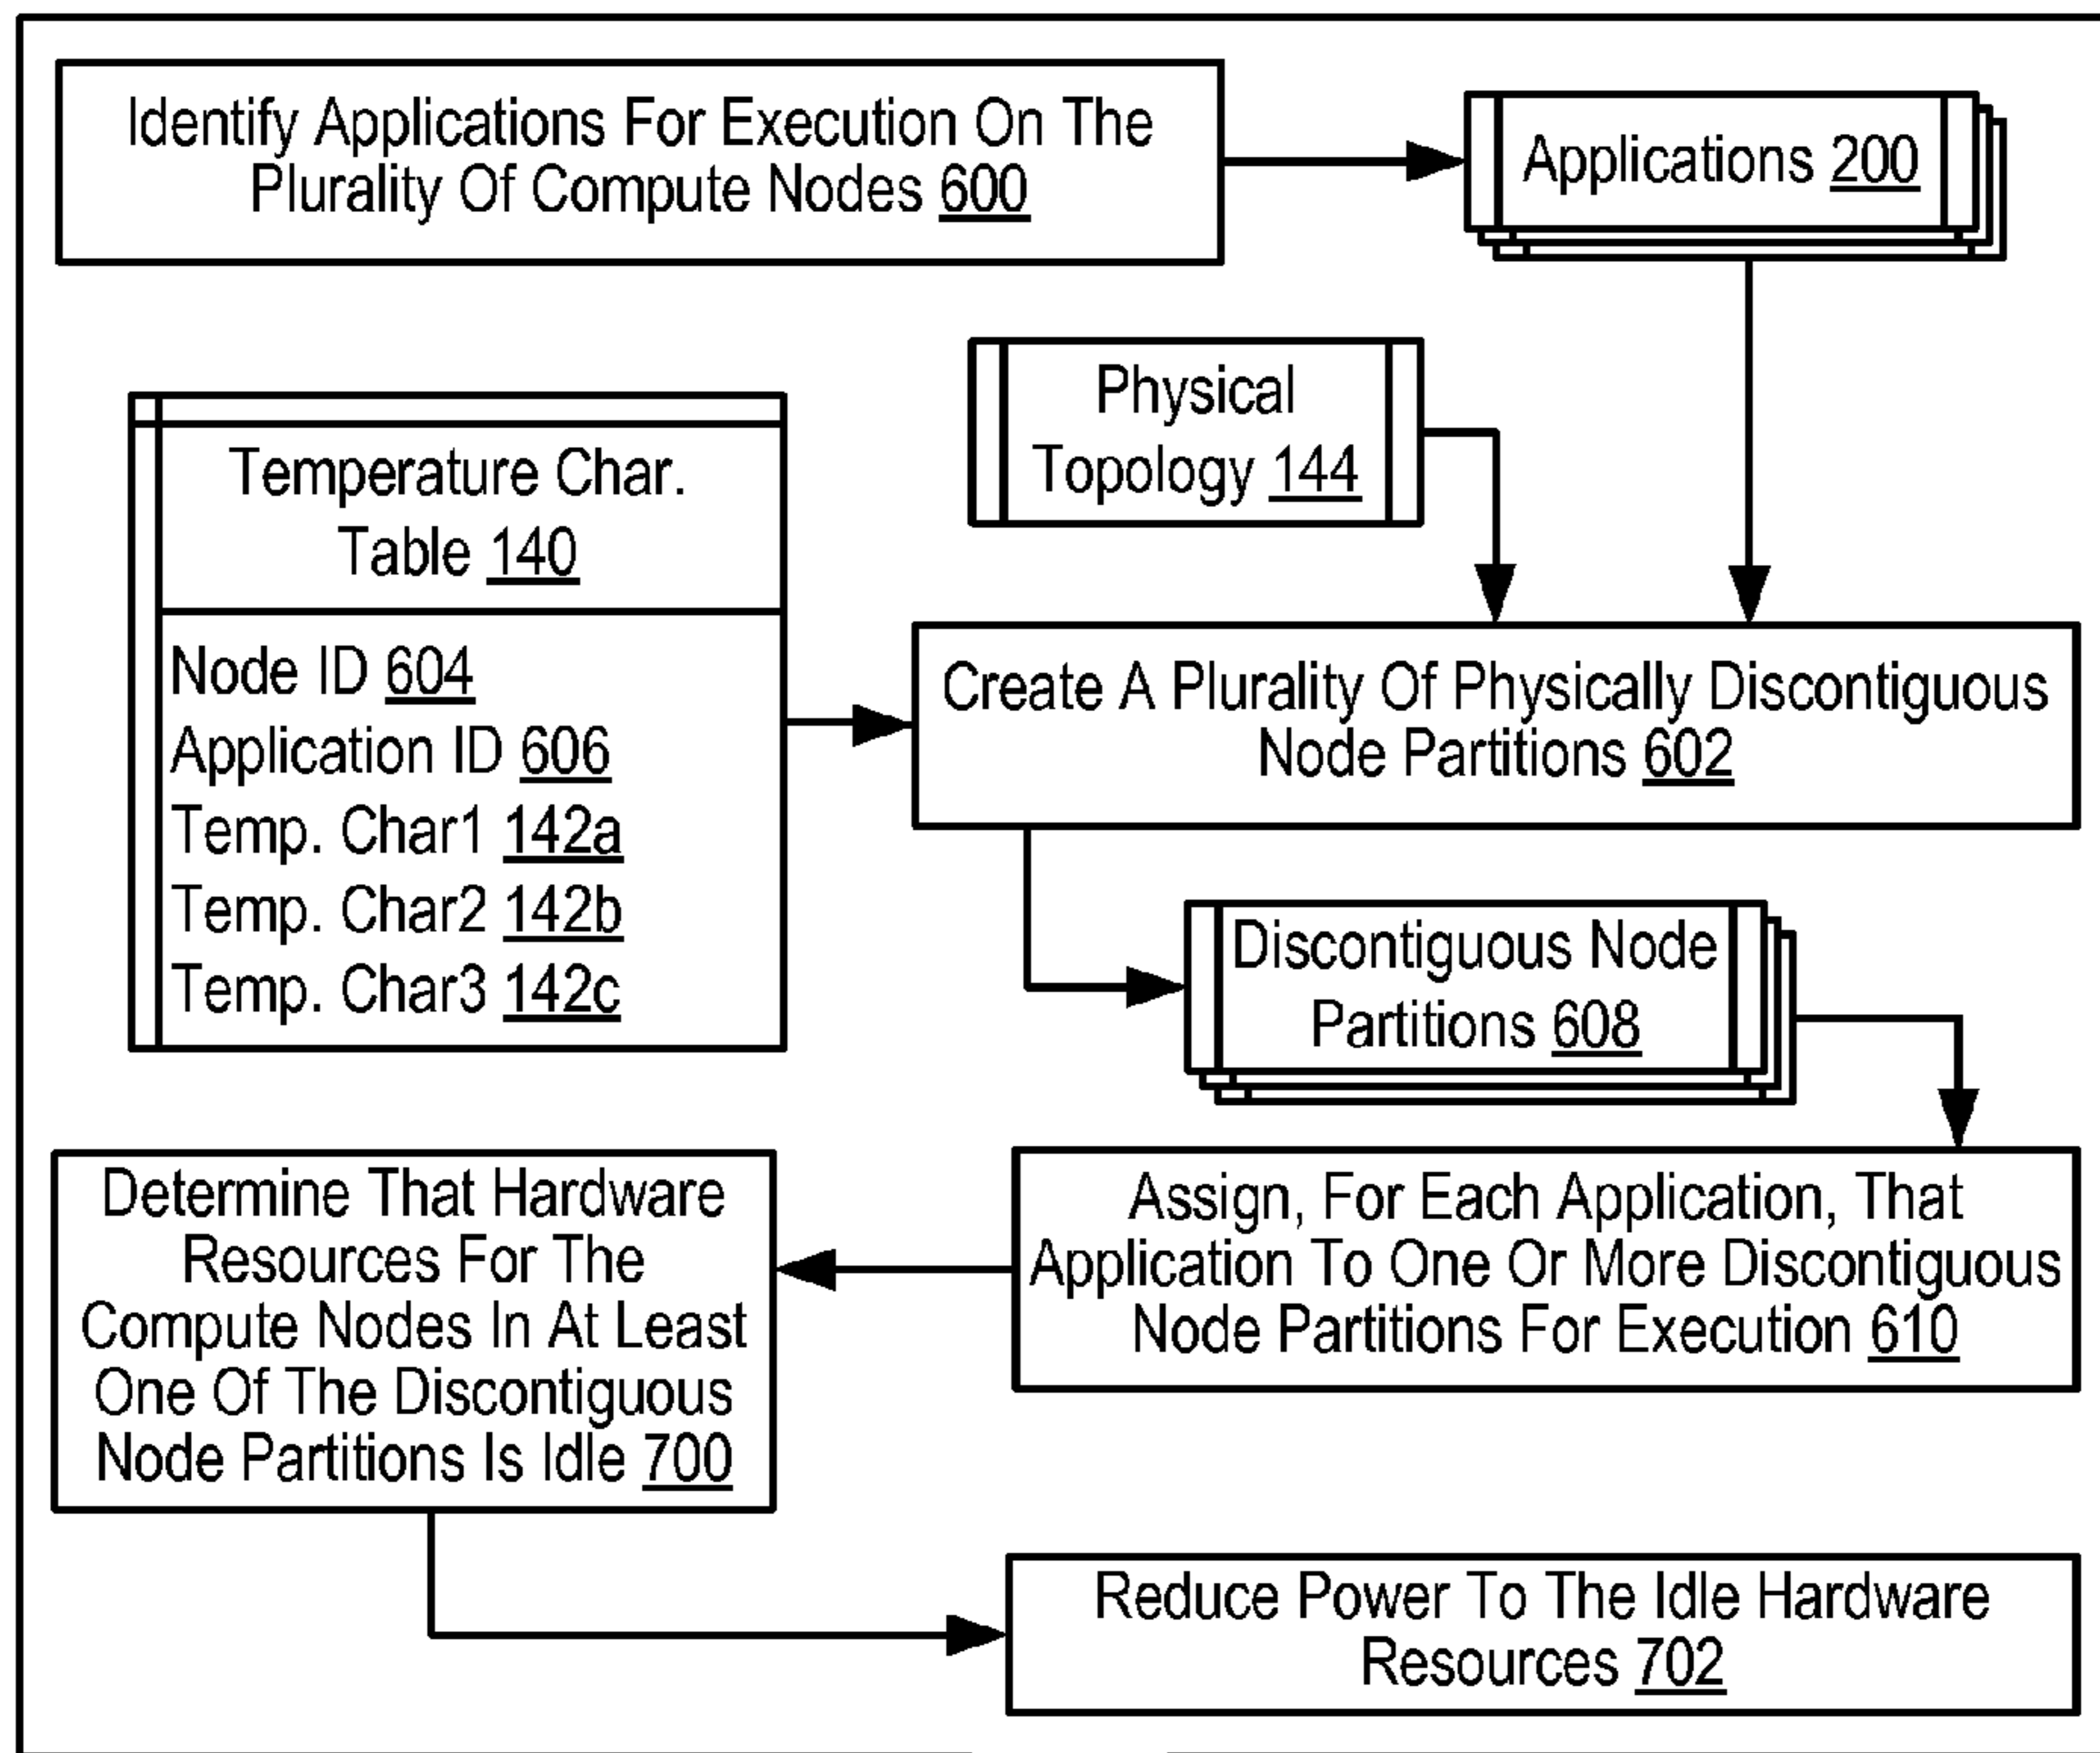 Identify Applications For Execution On The
Plurality Of Compute Nodes 600
Applications 200
Physical
Topology 144
Temperature Char.
Table 140
Node ID 604
Application ID 606
Temp. Char1 142a
Temp. Char2 142b
Temp. Char3 142c
Create A Plurality Of Physically Discontiguous
Node Partitions 602
Discontiguous Node
Partitions 608
Assign, For Each Application, That
Application To One Or More Discontiguous
Node Partitions For Execution 610
Determine That Hardware
Resources For The
Compute Nodes In At Least
One Of The Discontiguous
Node Partitions Is Idle 700
Reduce Power To The Idle Hardware
Resources 702